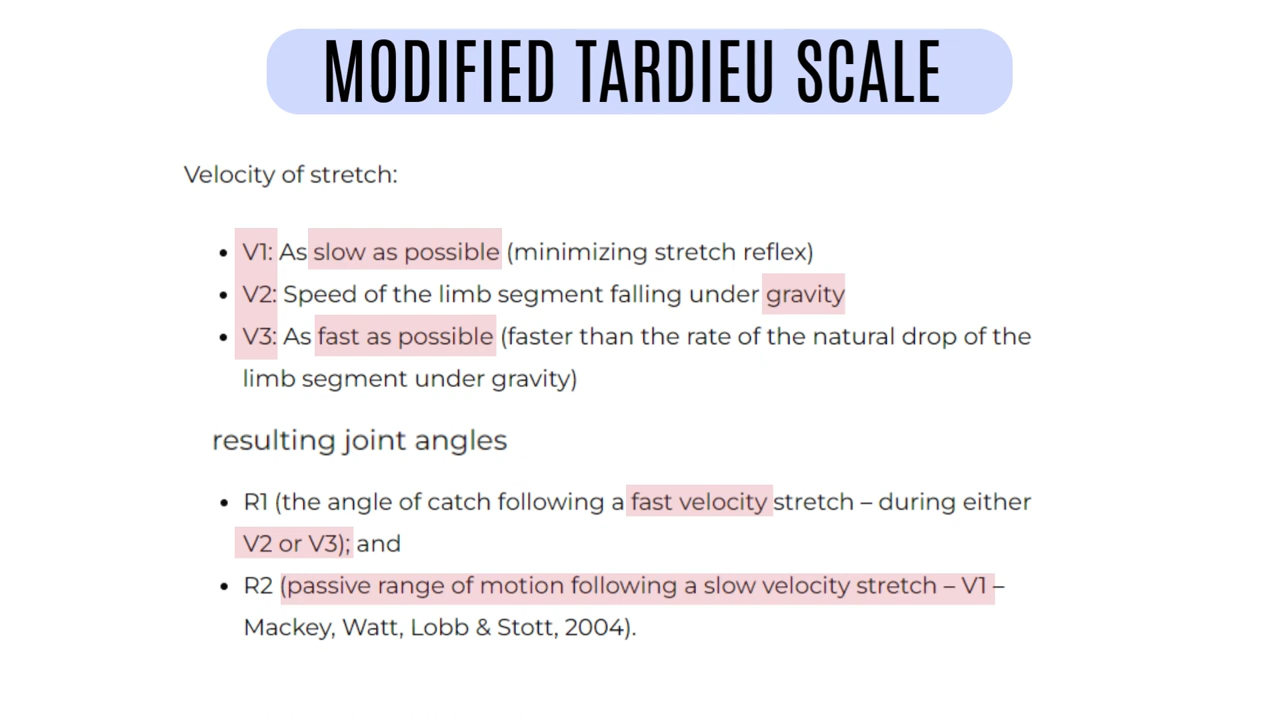 MODIFIED TARDIEU SCALE
Velocity of stretch:
• V1: As slow as possible (minimizing stretch reflex)
• V2: Speed of the limb segment falling under gravity
• V3: As fast as possible (faster than the rate of the natural drop of the
limb segment under gravity)
resulting joint angles
• R1 (the angle of catch following a fast velocity stretch – during either
V2 or V3); and
• R2 (passive range of motion following a slow velocity stretch – V1 –
Mackey, Watt, Lobb & Stott, 2004).